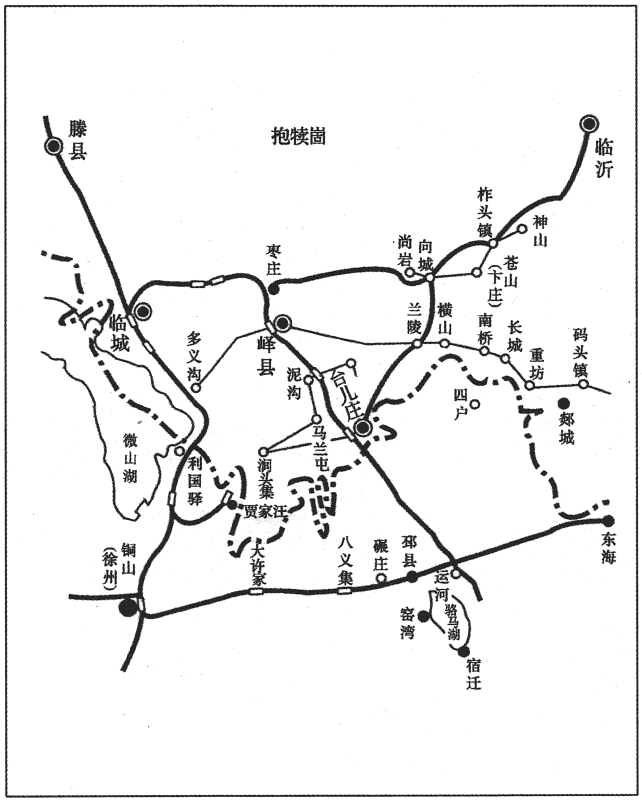 滕县
抱犊崮
临沂
柞头镇
神山
尚岩
向城
苍山
(卞庄)
枣庄
临城
峄县
兰陵
横山
南桥
长城
重坊
码头镇
多义沟
泥沟
台儿庄
四户
郯城
微山湖
利国驿
涧头集
马兰屯
贾家汪
东海
铜山
(徐州)
大许家
八义集
碾庄
邳县
运河
窑湾
骆马湖
宿迁